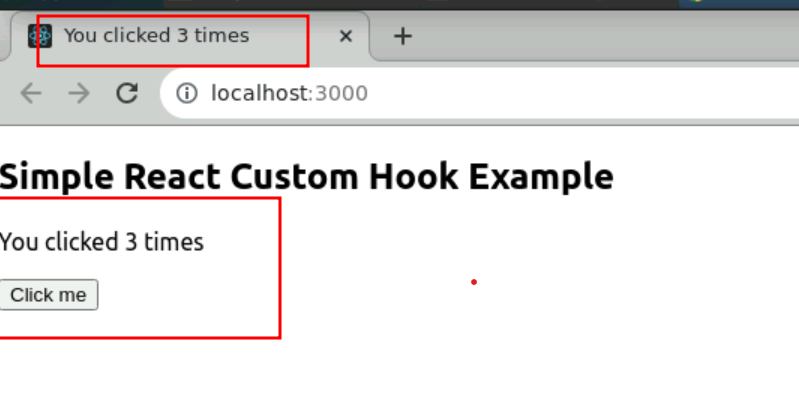 You clicked 3 times
localhost:3000
Simple React Custom Hook Example
You clicked 3 times
Click me